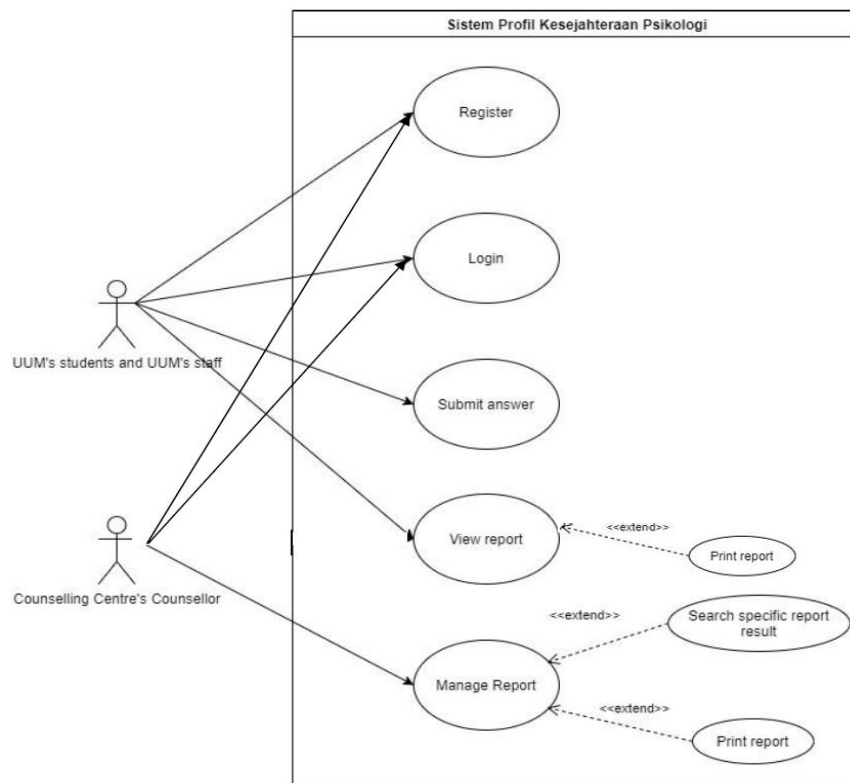 Sistem Profil Kesejahteraan Psikologi
Register
Login
UUM's students and UUM's staff
Submit answer
View report
<<extend>>
Print report
Counselling Centre's Counsellor
<<extend>>
Search specific report
result
Manage Report
<<extend>>
Print report